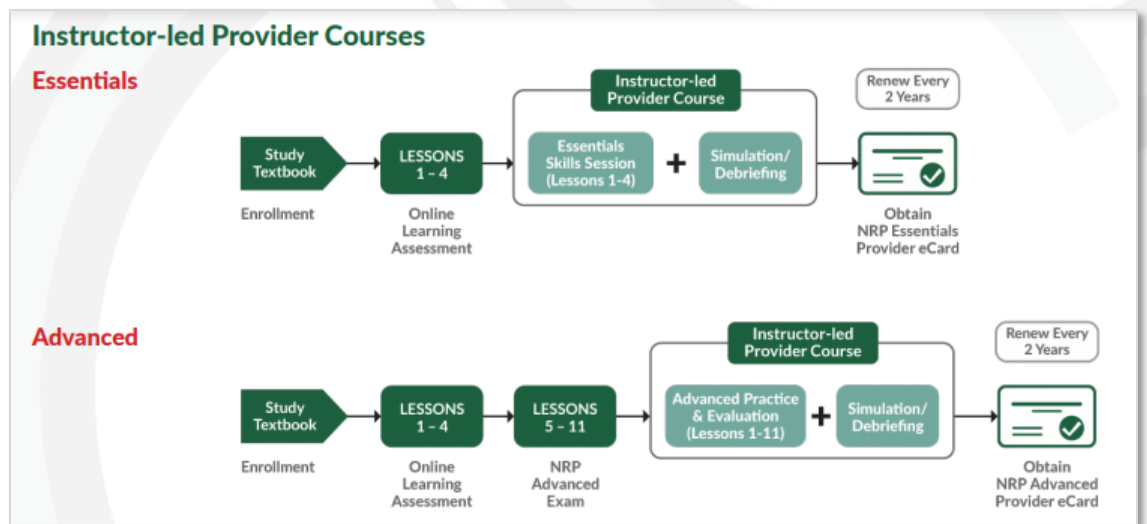 Instructor-led Provider Courses
Essentials
Instructor-led
Provider Course
Renew Every
2 Years
Study
Textbook
LESSONS
1 – 4
Essentials
Skills Session
(Lessons 1-4)
+
Simulation/
Debriefing
Enrollment
Online
Learning
Assessment
Obtain
NRP Essentials
Provider eCard
Advanced
Instructor-led
Provider Course
Renew Every
2 Years
Study
Textbook
LESSONS
1 – 4
LESSONS
5 – 11
Advanced Practice
& Evaluation
(Lessons 1-11)
+
Simulation/
Debriefing
Enrollment
Online
Learning
Assessment
NRP
Advanced
Exam
Obtain
NRP Advanced
Provider eCard